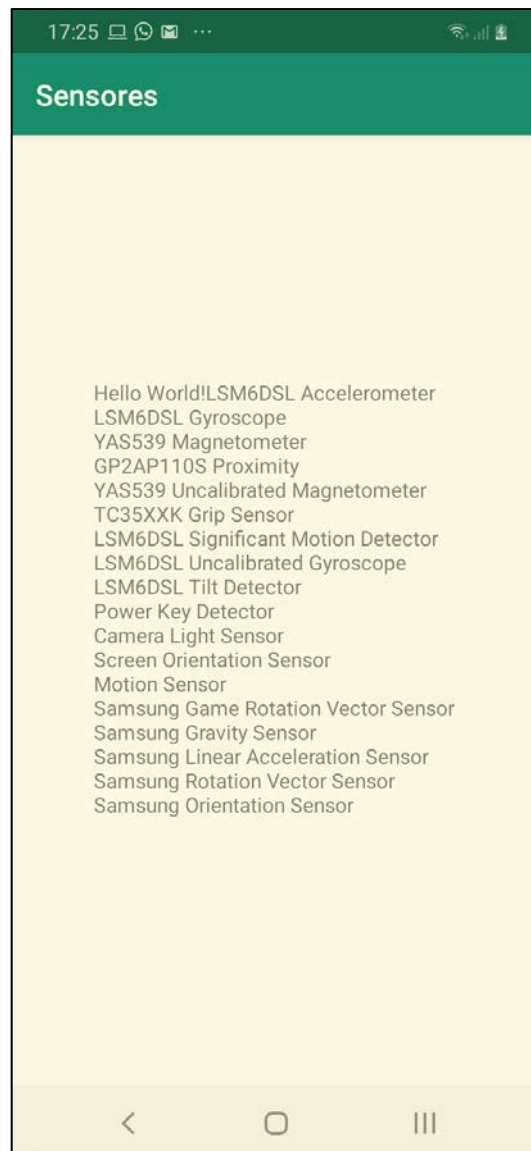 17:25
Sensores
Hello World!LSM6DSL Accelerometer
LSM6DSL Gyroscope
YAS539 Magnetometer
GP2AP110S Proximity
YAS539 Uncalibrated Magnetometer
TC35XXK Grip Sensor
LSM6DSL Significant Motion Detector
LSM6DSL Uncalibrated Gyroscope
LSM6DSL Tilt Detector
Power Key Detector
Camera Light Sensor
Screen Orientation Sensor
Motion Sensor
Samsung Game Rotation Vector Sensor
Samsung Gravity Sensor
Samsung Linear Acceleration Sensor
Samsung Rotation Vector Sensor
Samsung Orientation Sensor